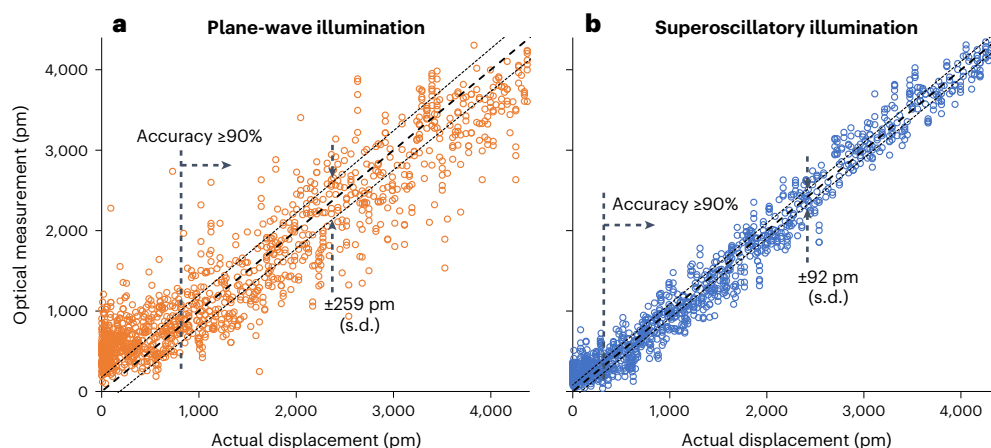 a Plane-wave illumination
Optical measurement (pm)
4,000
3,000
2,000
1,000
0
Accuracy ≥90%
±259 pm
(s.d.)
0 1,000 2,000 3,000 4,000
Actual displacement (pm)
b Superoscillatory illumination
Accuracy ≥90%
±92 pm
(s.d.)
0 1,000 2,000 3,000 4,000
Actual displacement (pm)